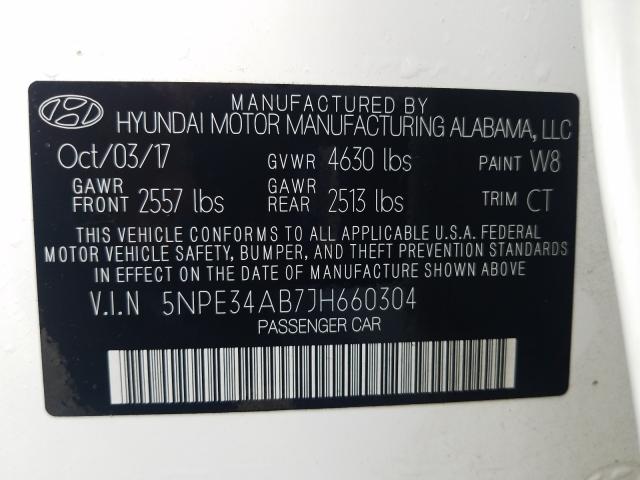 MANUFACTURED BY
HYUNDAI MOTOR MANUFACTURING ALABAMA, LLC
Oct/03/17 GVWR 4630 lbs PAINT W8
GAWR FRONT 2557 lbs GAWR REAR 2513 lbs TRIM CT
THIS VEHICLE CONFORMS TO ALL APPLICABLE U.S.A. FEDERAL
MOTOR VEHICLE SAFETY, BUMPER, AND THEFT PREVENTION STANDARDS
IN EFFECT ON THE DATE OF MANUFACTURE SHOWN ABOVE.
V.I.N 5NPE34AB7JH660304
PASSENGER CAR